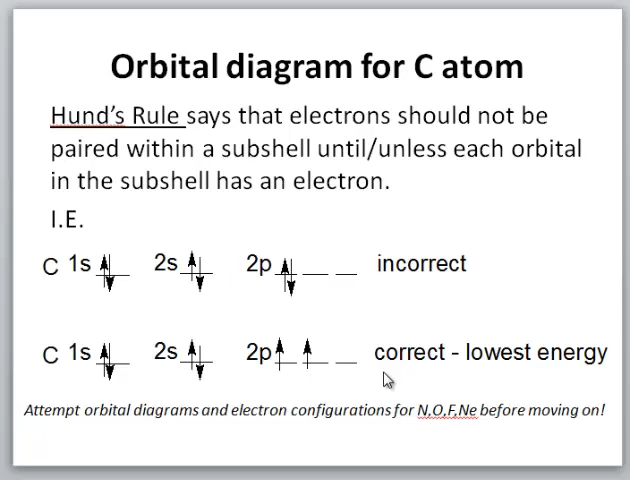 Orbital diagram for C atom
Hund's Rule says that electrons should not be
paired within a subshell until/unless each orbital
in the subshell has an electron.
I.E.
C 1s 2s 2p incorrect
C 1s 2s 2p correct - lowest energy
Attempt orbital diagrams and electron configurations for N,O,F,Ne before moving on!